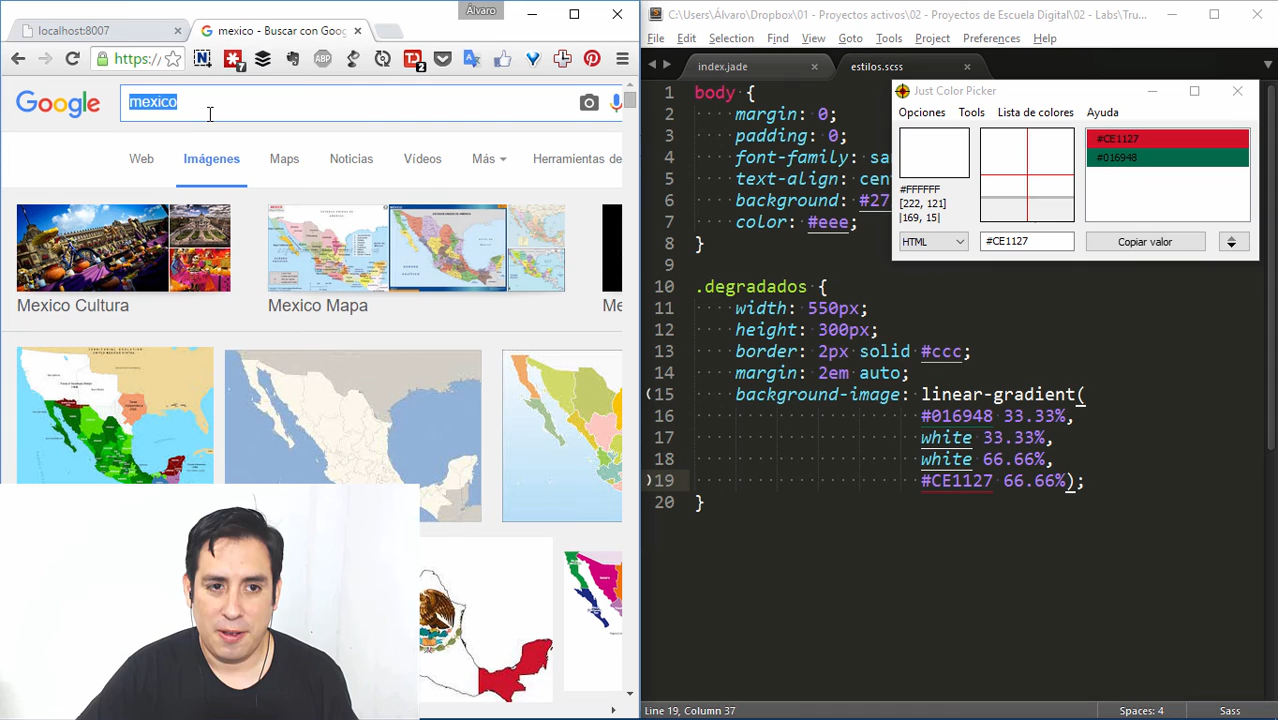 Álvaro
localhost:8007
mexico - Buscar con Goog
https://
N
7
ABP
TD
2
Google
mexico
Web
Imágenes
Maps
Noticias
Vídeos
Más
Herramientas de
Mexico Cultura
Mexico Mapa
Me
C:\Users\Álvaro\Dropbox\01 - Proyectos activos\02 - Proyectos de Escuela Digital\02 - Labs\Tru...
File Edit Selection Find View Goto Tools Project Preferences Help
index.jade
estilos.scss
1 body {
2 margin: 0;
3 padding: 0;
4 font-family: sa
5 text-align: cen
6 background: #27
7 color: #eee;
8 }
9
10 .degradados {
11 width: 550px;
12 height: 300px;
13 border: 2px solid #ccc;
14 margin: 2em auto;
15 background-image: linear-gradient(
16 #016948 33.33%,
17 white 33.33%,
18 white 66.66%,
19 #CE1127 66.66%);
20 }
Just Color Picker
Opciones Tools Lista de colores Ayuda
#CE1127
#016948
#FFFFFF
[222, 121]
|169, 15|
HTML
#CE1127
Copiar valor
Line 19, Column 37
Spaces: 4
Sass